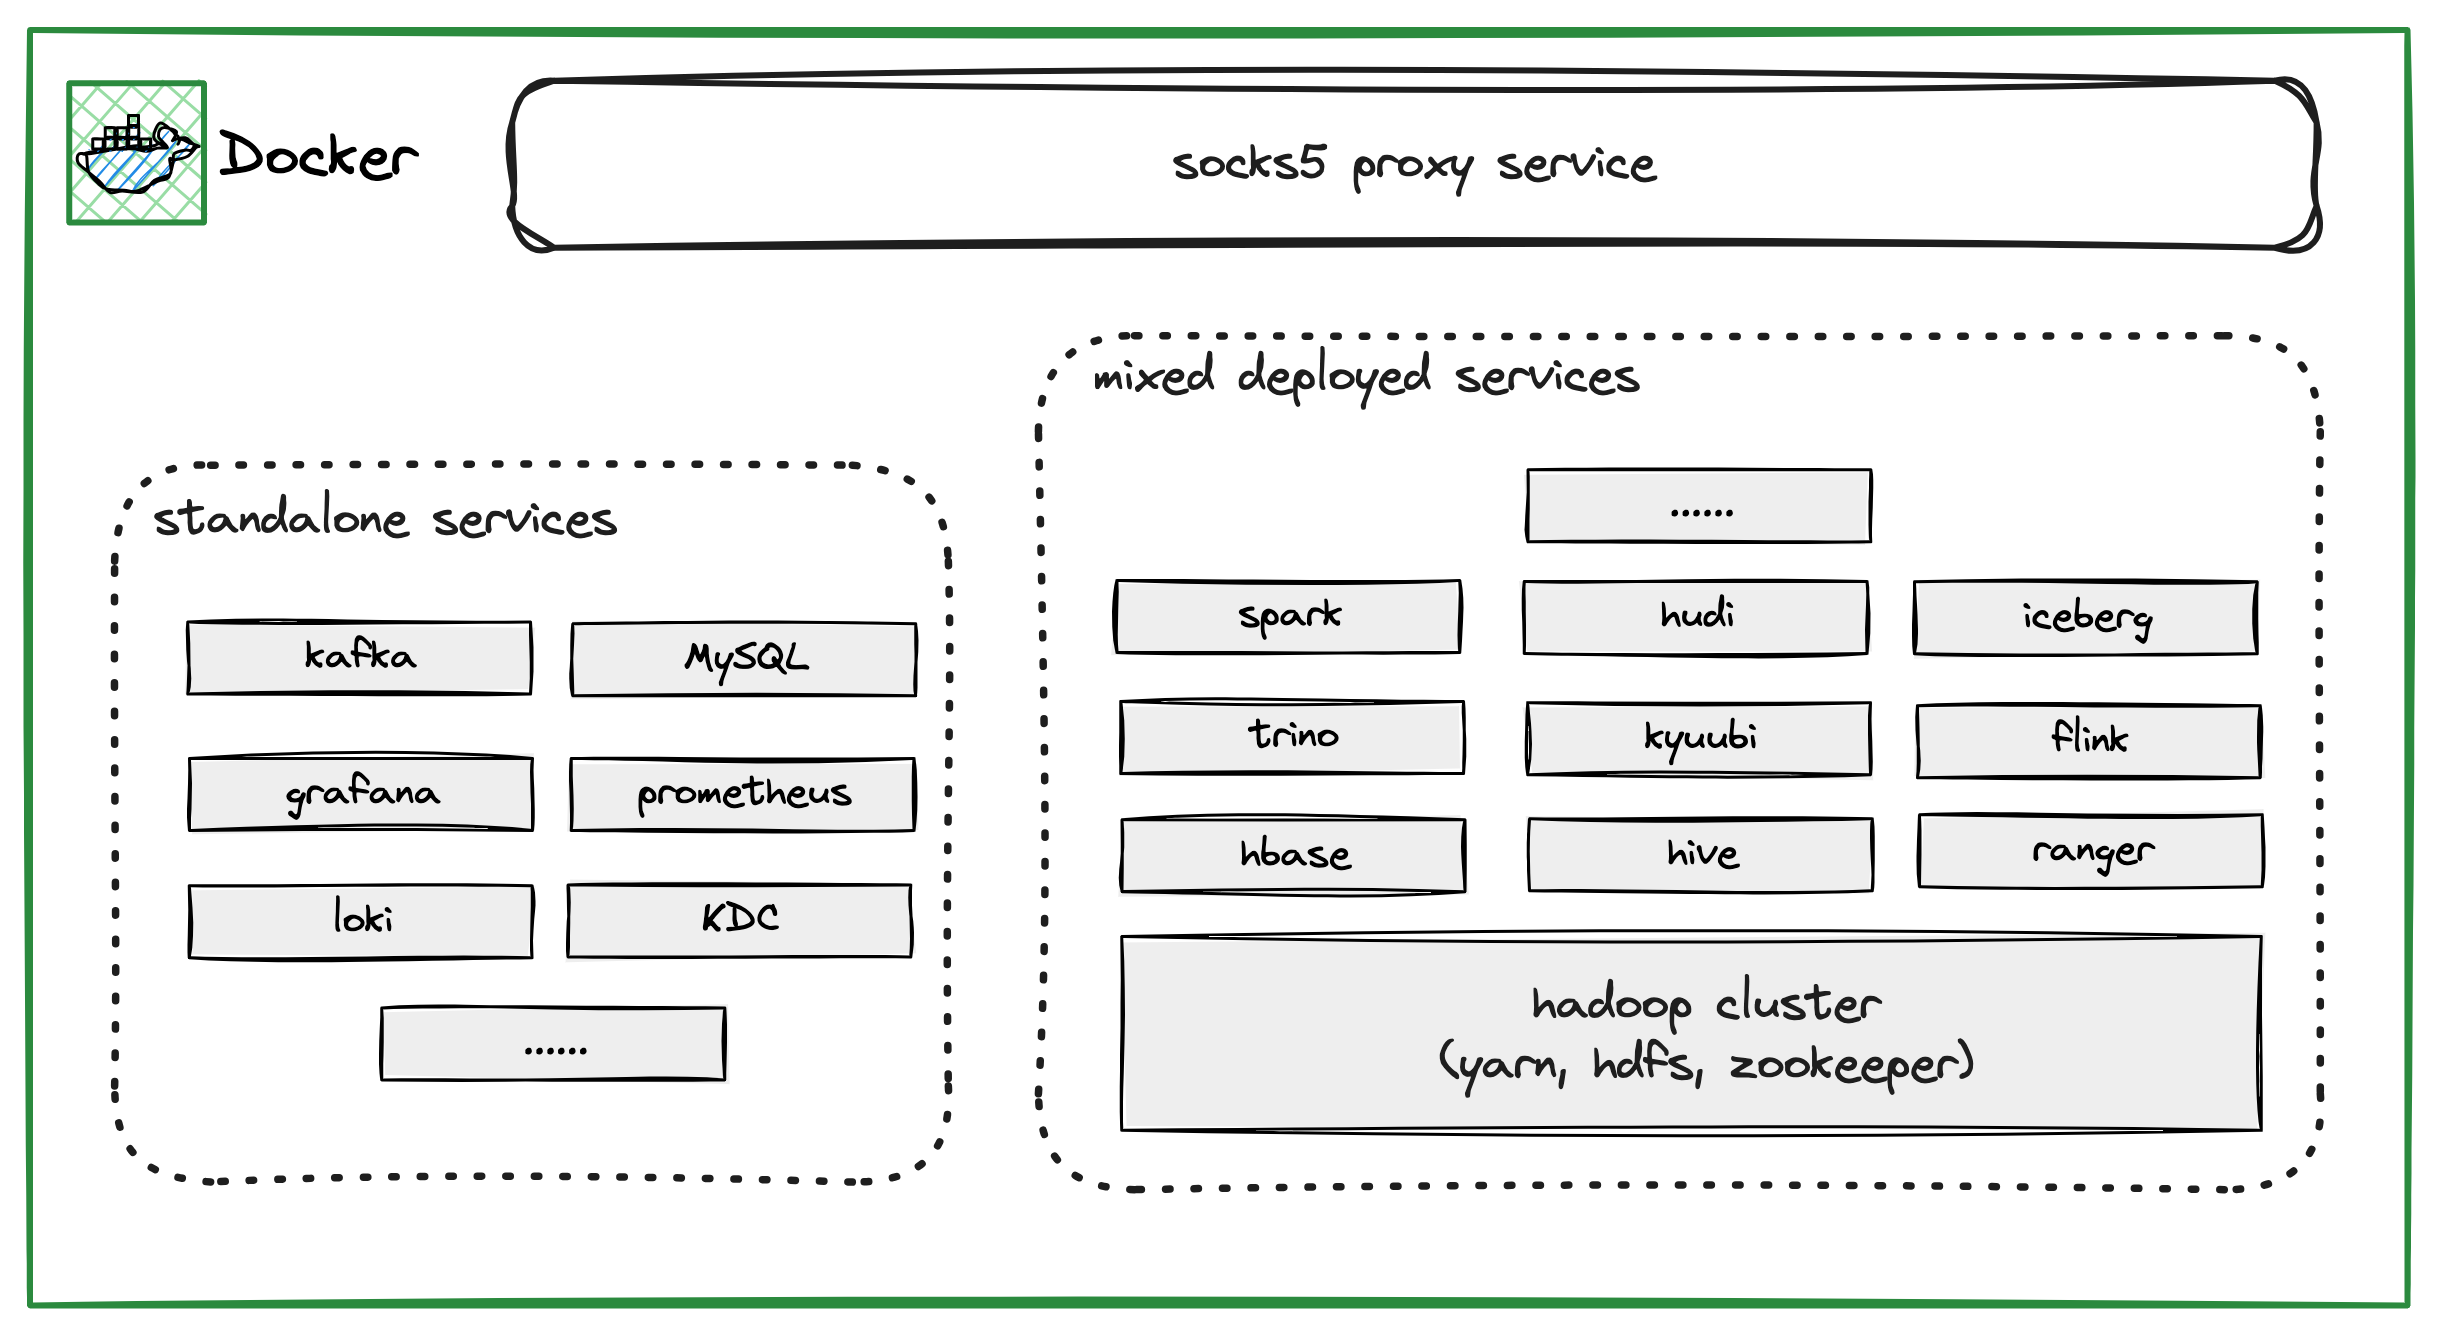 Docker
socks5 proxy service
standalone services
kafka
MySQL
grafana
prometheus
loki
KDC
......
mixed deployed services
......
spark
hudi
iceberg
trino
kyuubi
flink
hbase
hive
ranger
hadoop cluster
(yarn, hdfs, zookeeper)